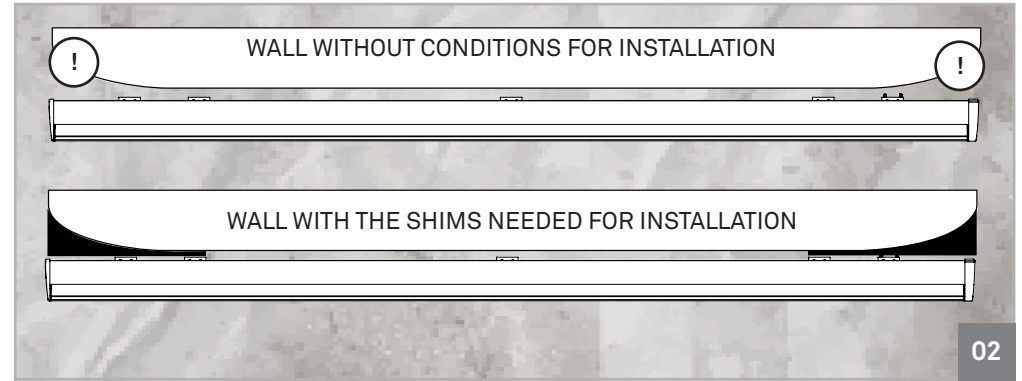 WALL WITHOUT CONDITIONS FOR INSTALLATION
!
!
WALL WITH THE SHIMS NEEDED FOR INSTALLATION
02